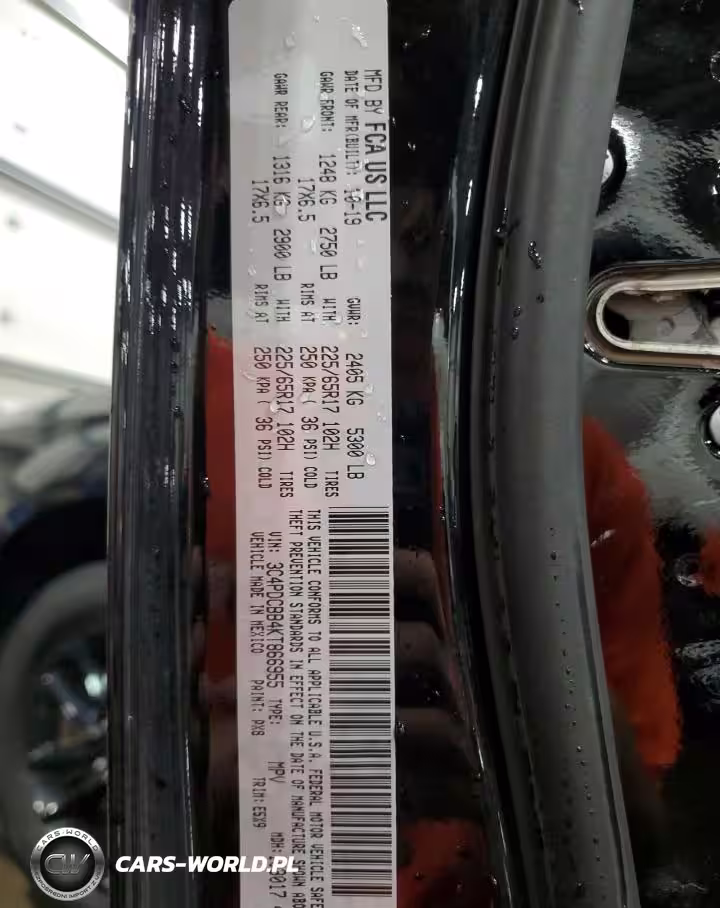 MFD BY FCA US LLC
DATE OF MFR(BUILT): 10-19 GVWR: 2405 KG 5300 LB
GAWR FRONT: 1248 KG 2750 LB WITH 225/65R17 102H TIRES
17X6.5 RIMS AT 250 KPA ( 36 PSI) COLD
GAWR REAR: 1316 KG 2900 LB WITH 225/65R17 102H TIRES
17X6.5 RIMS AT 250 KPA ( 36 PSI) COLD
THIS VEHICLE CONFORMS TO ALL APPLICABLE U.S.A. FEDERAL MOTOR VEHICLE
THEFT PREVENTION STANDARDS IN EFFECT ON THE DATE OF MANUFACTURE SHOWN
VIN: 3C4PDCBB4KT866955 TYPE: MPV MDH:
VEHICLE MADE IN MEXICO PAINT: PX8 TRIM: E5X9
CARS-WORLD.PL